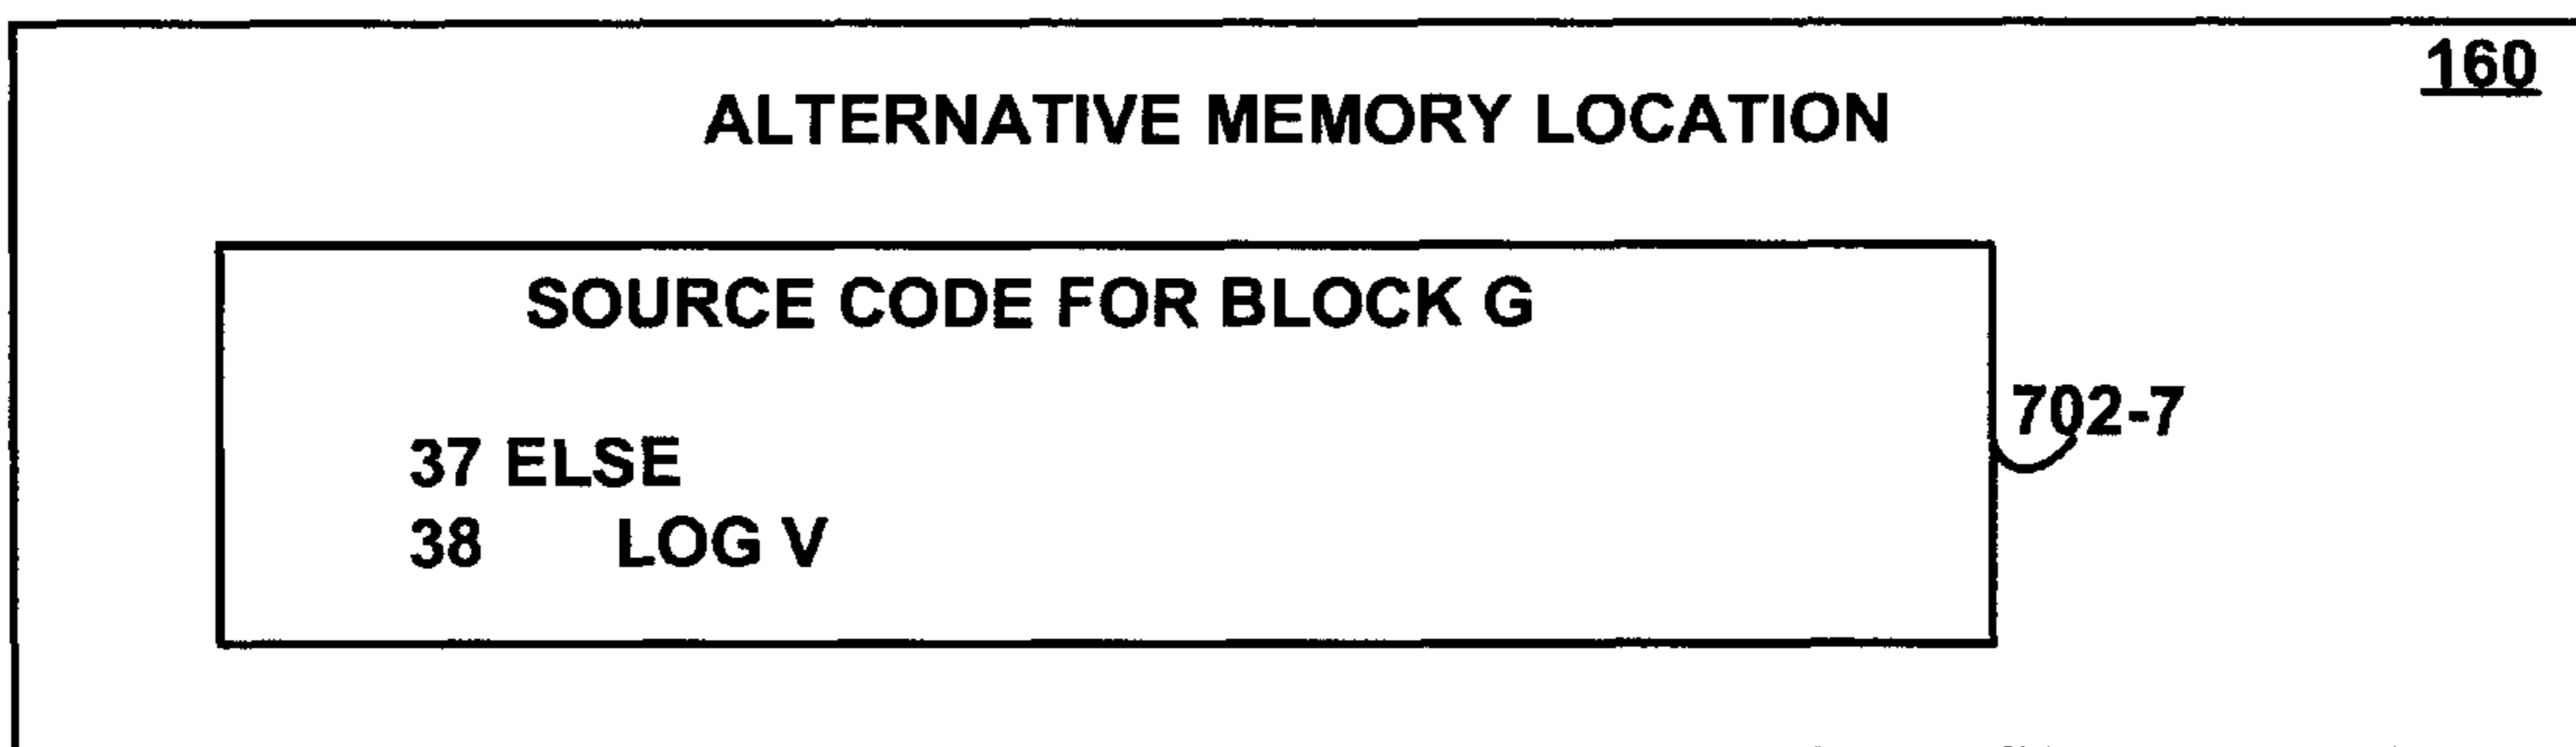 160
ALTERNATIVE MEMORY LOCATION
SOURCE CODE FOR BLOCK G
702-7
37 ELSE
38 LOG V